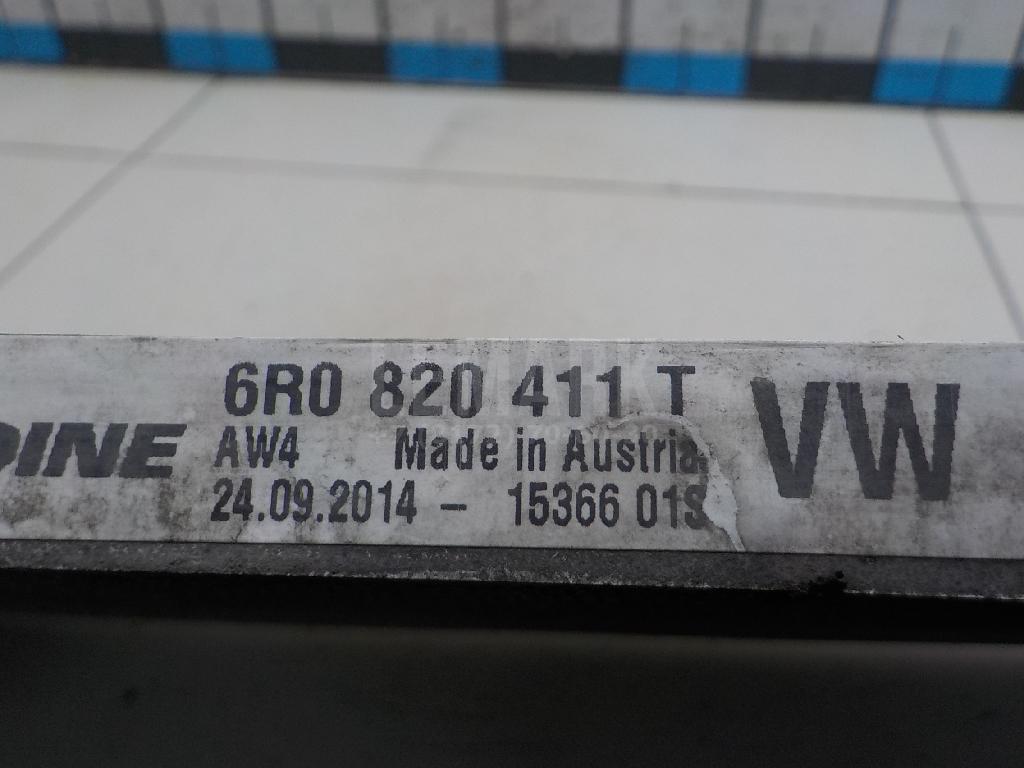 6R0 820 411 T
DINE AW4 Made in Austria VW
24.09.2014 - 15366 01S